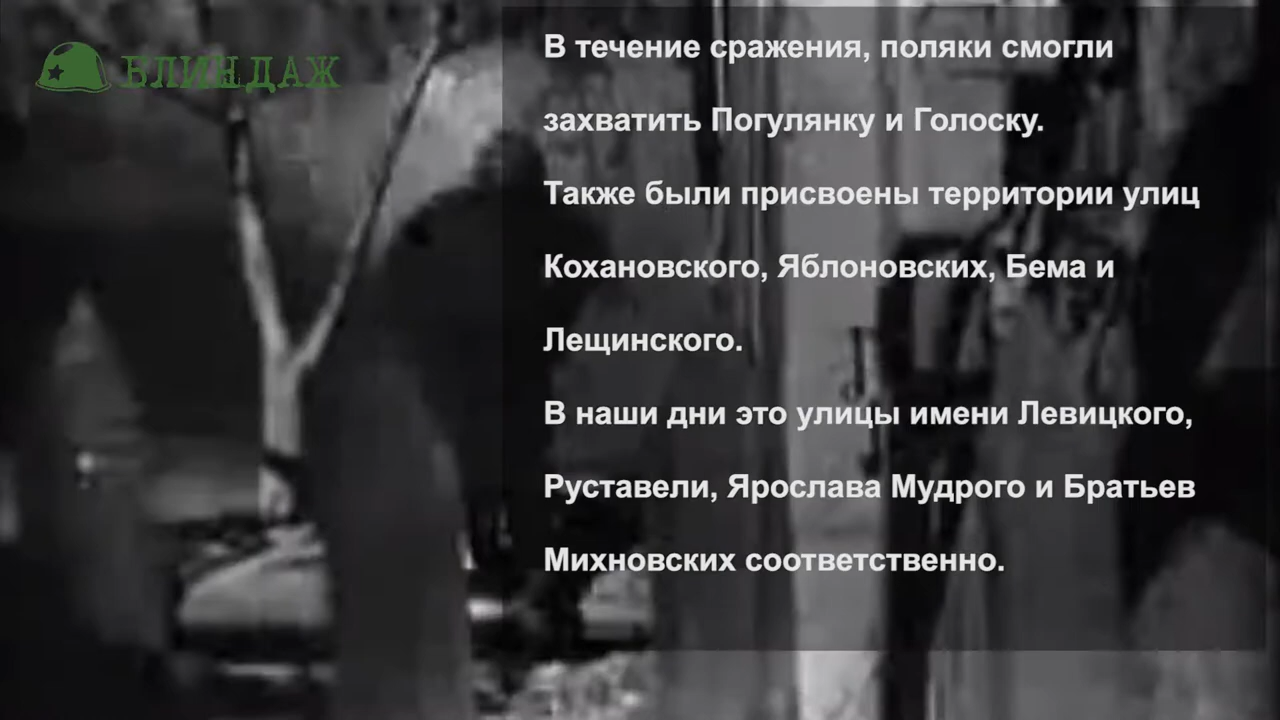 БЛИНДАЖ
В течение сражения, поляки смогли
захватить Погулянку и Голоску.
Также были присвоены территории улиц
Кохановского, Яблоновских, Бема и
Лещинского.
В наши дни это улицы имени Левицкого,
Руставели, Ярослава Мудрого и Братьев
Михновских соответственно.